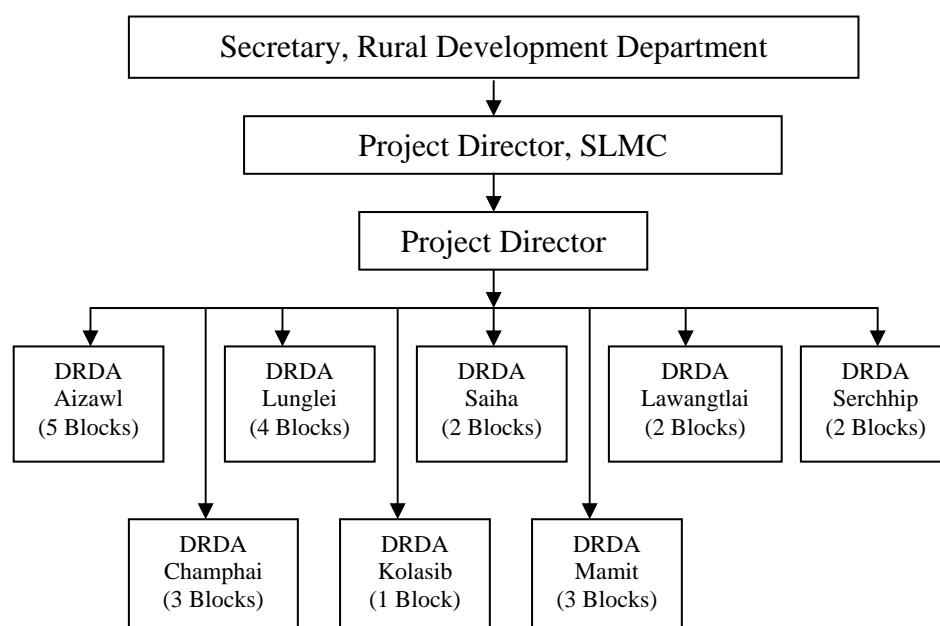 Secretary, Rural Development Department
Project Director, SLMC
Project Director
DRDA
Aizawl
(5 Blocks)
DRDA
Lunglei
(4 Blocks)
DRDA
Saiha
(2 Blocks)
DRDA
Lawangtlai
(2 Blocks)
DRDA
Serchhip
(2 Blocks)
DRDA
Champhai
(3 Blocks)
DRDA
Kolasib
(1 Block)
DRDA
Mamit
(3 Blocks)